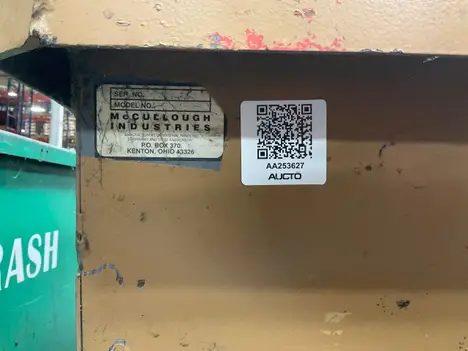 SER. NO.
MODEL NO.
McCULLOUGH
INDUSTRIES
P.O. BOX 370
KENTON, OHIO 43326
AA253627
AUCTO
RASH